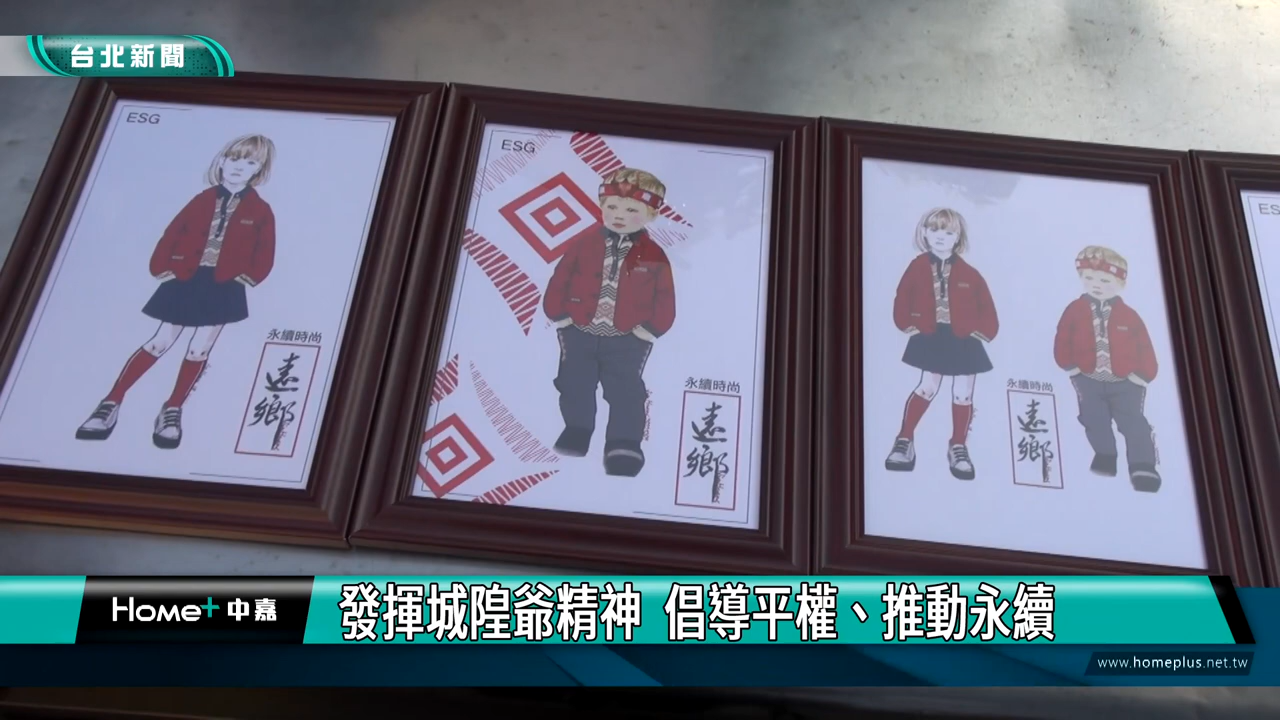 台北新聞
ESG
永續時尚
遠鄉
ESG
永續時尚
遠鄉
永續時尚
遠鄉
Home+中嘉
發揮城隍爺精神 倡導平權、推動永續
www.homeplus.net.tw